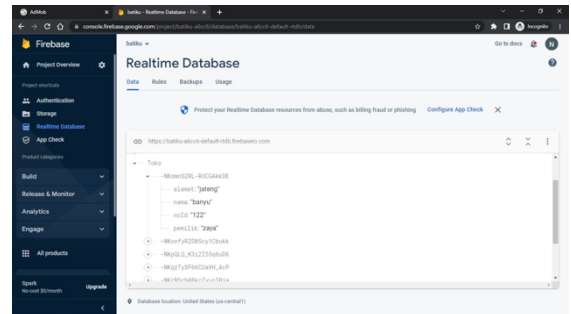 AdMob
batiku - Realtime Database - Fire
console.firebase.google.com/project/batiku-a6cc6/database/batiku-a6cc6-default-rtdb/data
Incognito
Firebase
batiku
Go to docs
N
Project Overview
Realtime Database
Data
Rules
Backups
Usage
Project shortcuts
Authentication
Storage
Realtime Database
App Check
Protect your Realtime Database resources from abuse, such as billing fraud or phishing
Configure App Check
Product categories
https://batiku-a6cc6-default-rtdb.firebaseio.com
Build
Release & Monitor
Analytics
Engage
All products
Toko
alamat: "jateng"
nama: "banyu"
noId: "122"
pemilik: "zaya"
Spark
No-cost $0/month
Upgrade
Database location: United States (us-central1)